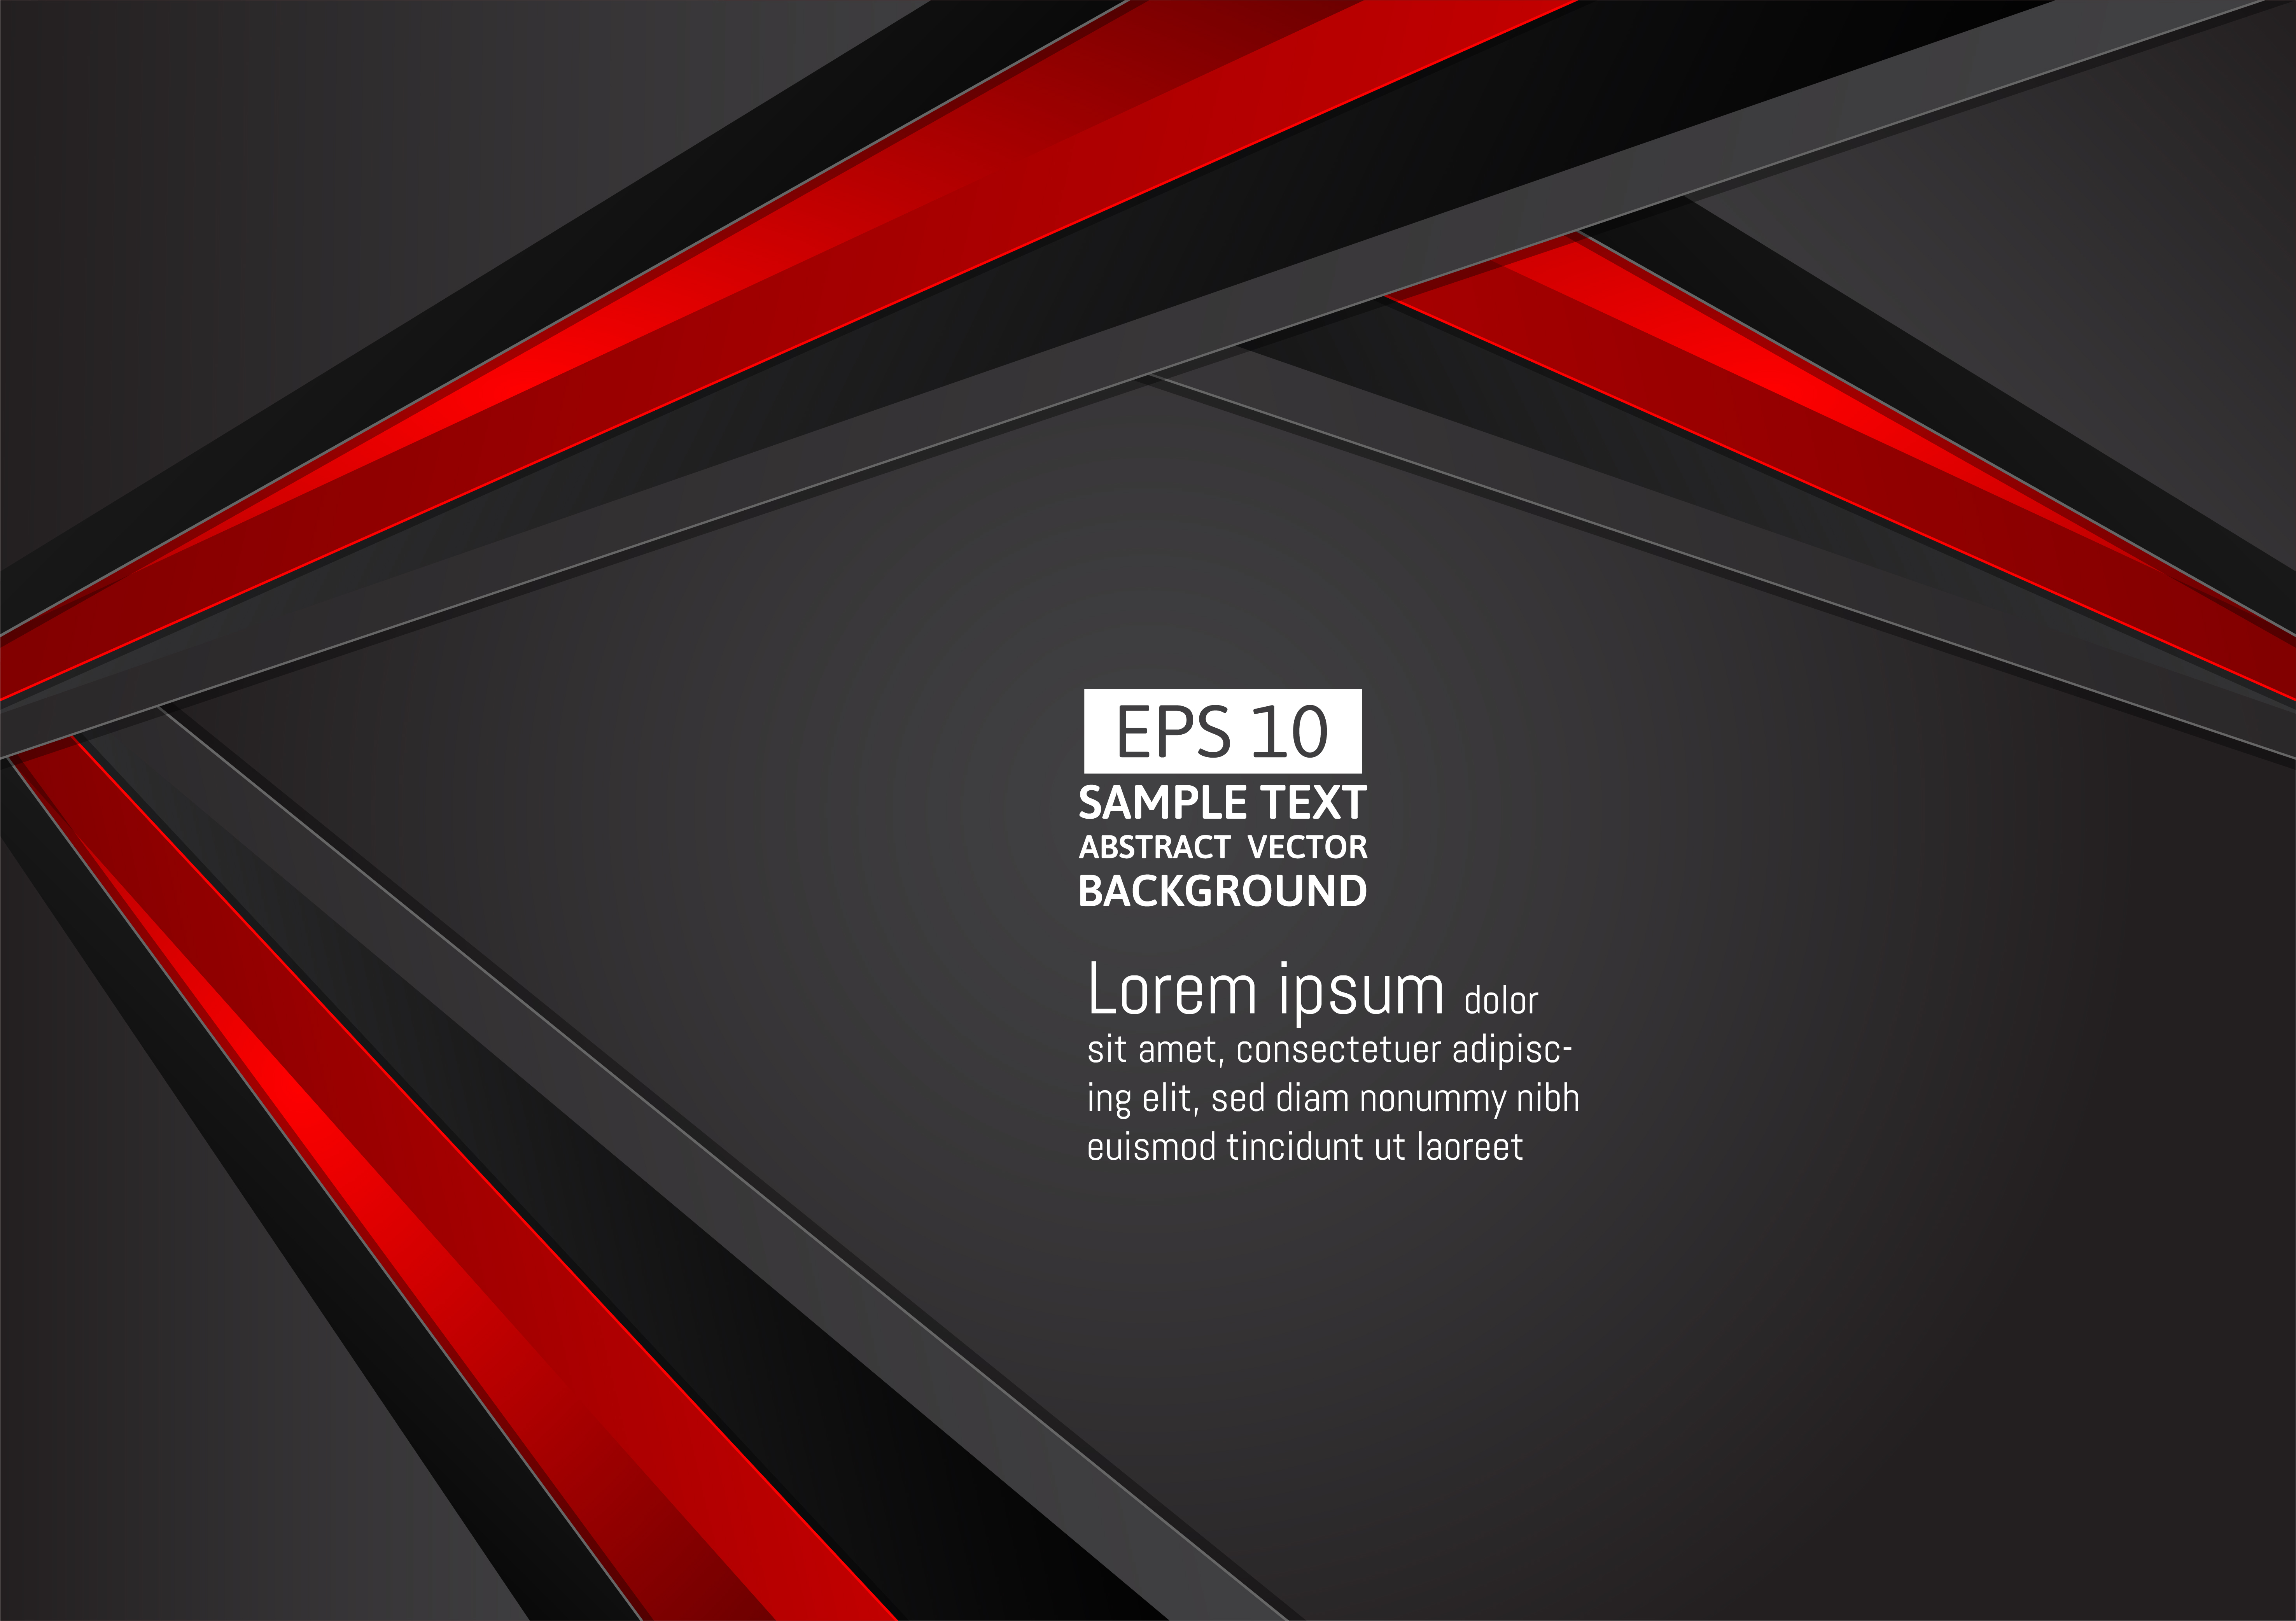 EPS 10
SAMPLE TEXT
ABSTRACT VECTOR
BACKGROUND
Lorem ipsum dolor
sit amet, consectetuer adipisc-
ing elit, sed diam nonummy nibh
euismod tincidunt ut laoreet